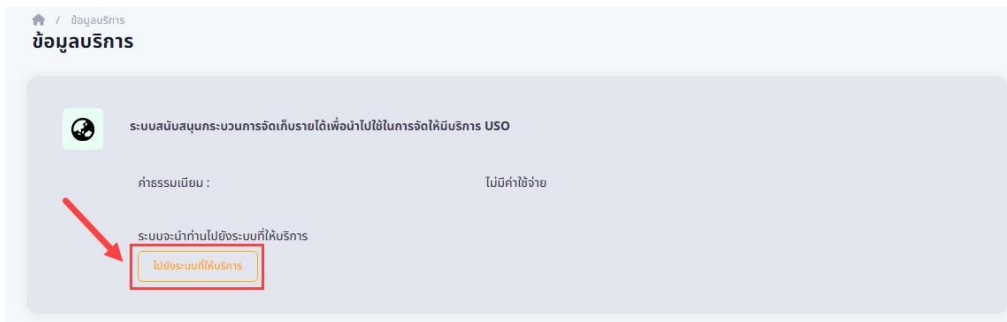 / ข้อมูลบริการ
ข้อมูลบริการ
ระบบสนับสนุนกระบวนการจัดเก็บรายได้เพื่อนำไปใช้ในการจัดให้มีบริการ USO
ค่าธรรมเนียม : ไม่มีค่าใช้จ่าย
ระบบจะนำท่านไปยังระบบที่ให้บริการ
ไปยังระบบที่ให้บริการ